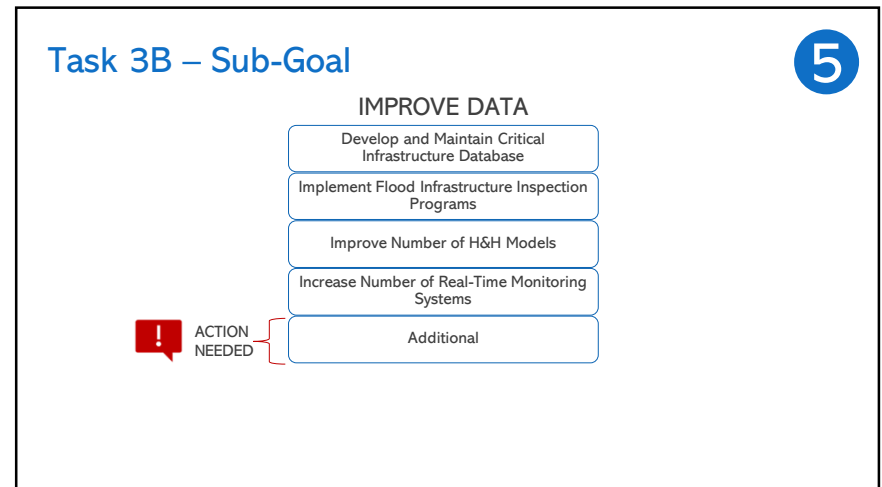 Task 3B – Sub-Goal
5
IMPROVE DATA
Develop and Maintain Critical
Infrastructure Database
Implement Flood Infrastructure Inspection
Programs
Improve Number of H&H Models
Increase Number of Real-Time Monitoring
Systems
!
ACTION
NEEDED
Additional